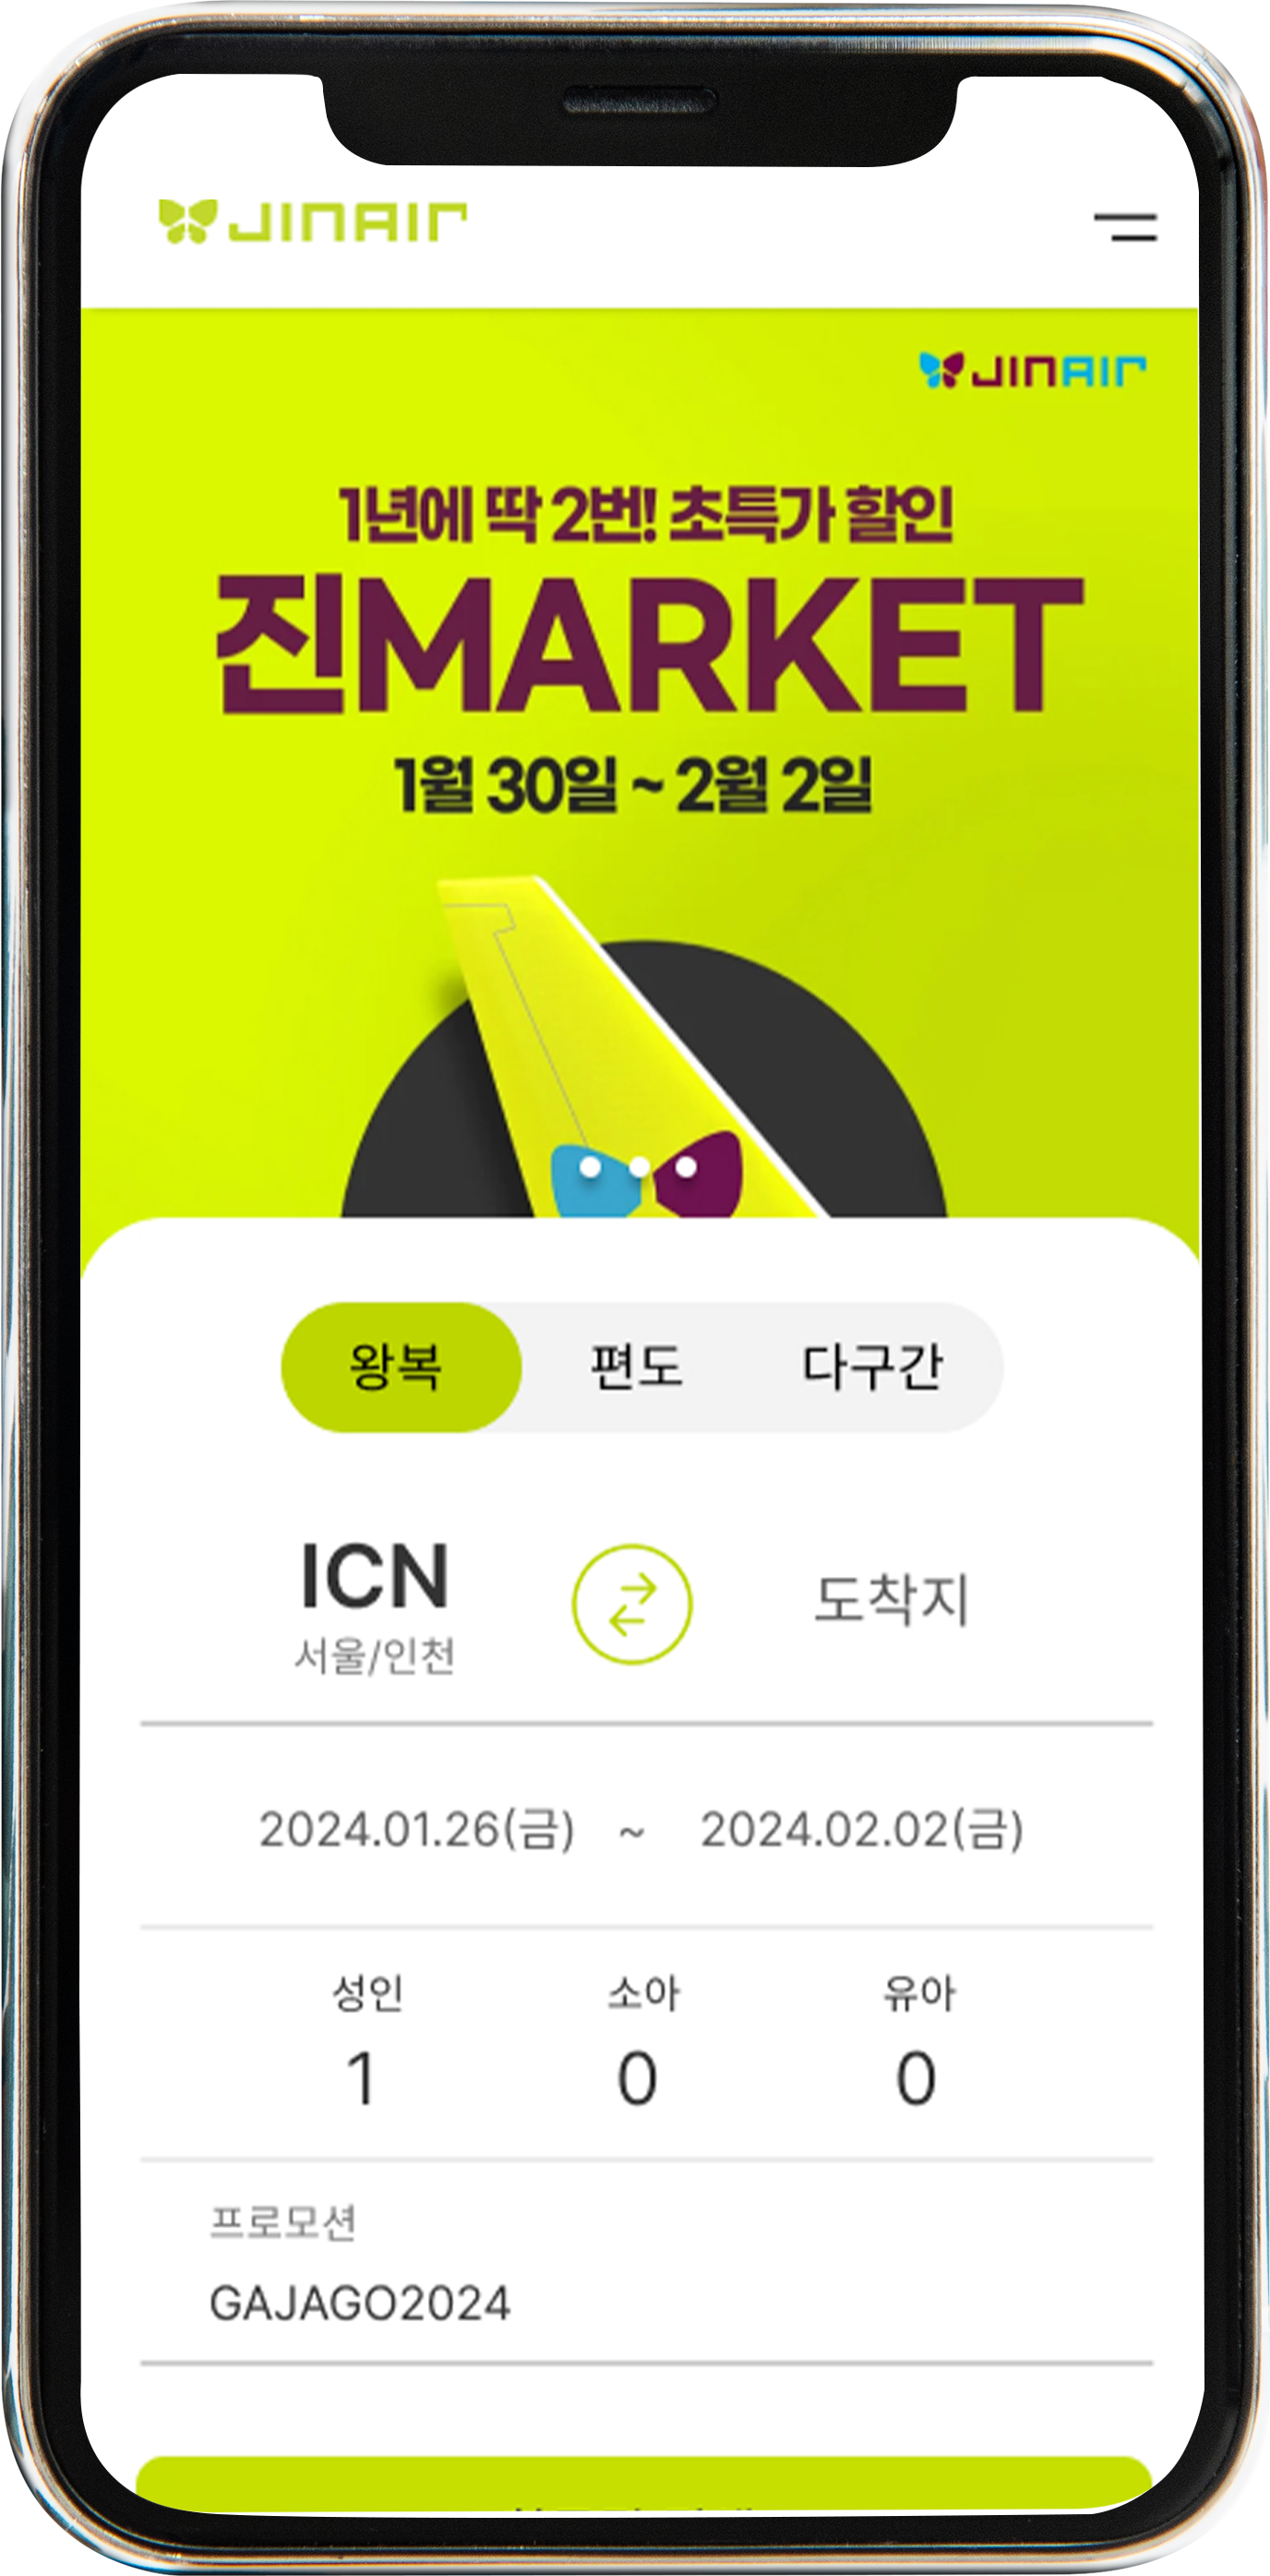 JINAIR
JINAIR
1년에 딱 2번! 초특가 할인
진MARKET
1월 30일 ~ 2월 2일
왕복 편도 다구간
ICN 도착지
서울/인천
2024.01.26(금) ~ 2024.02.02(금)
성인 소아 유아
1 0 0
프로모션
GAJAGO2024